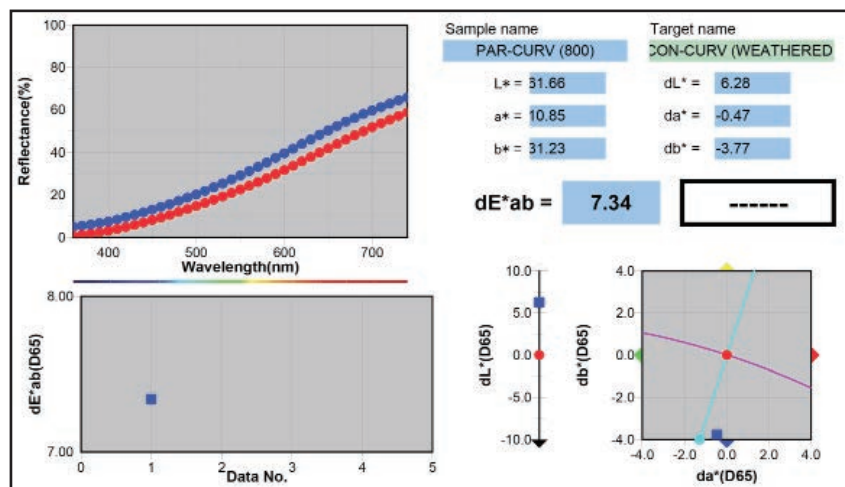 Sample name
Target name
PAR-CURV (800)
CON-CURV (WEATHERED
L* = 61.66
dL* = 6.28
a* = 10.85
da* = -0.47
b* = 31.23
db* = -3.77
dE*ab = 7.34
------
Reflectance(%)
100
80
60
40
20
0
400 500 600 700
Wavelength(nm)
dE*ab(D65)
8.00
7.00
0 1 2 3 4 5
Data No.
dL*(D65)
10.0
5.0
0.0
-5.0
-10.0
db*(D65)
4.0
2.0
0.0
-2.0
-4.0
-4.0 -2.0 0.0 2.0 4.0
da*(D65)